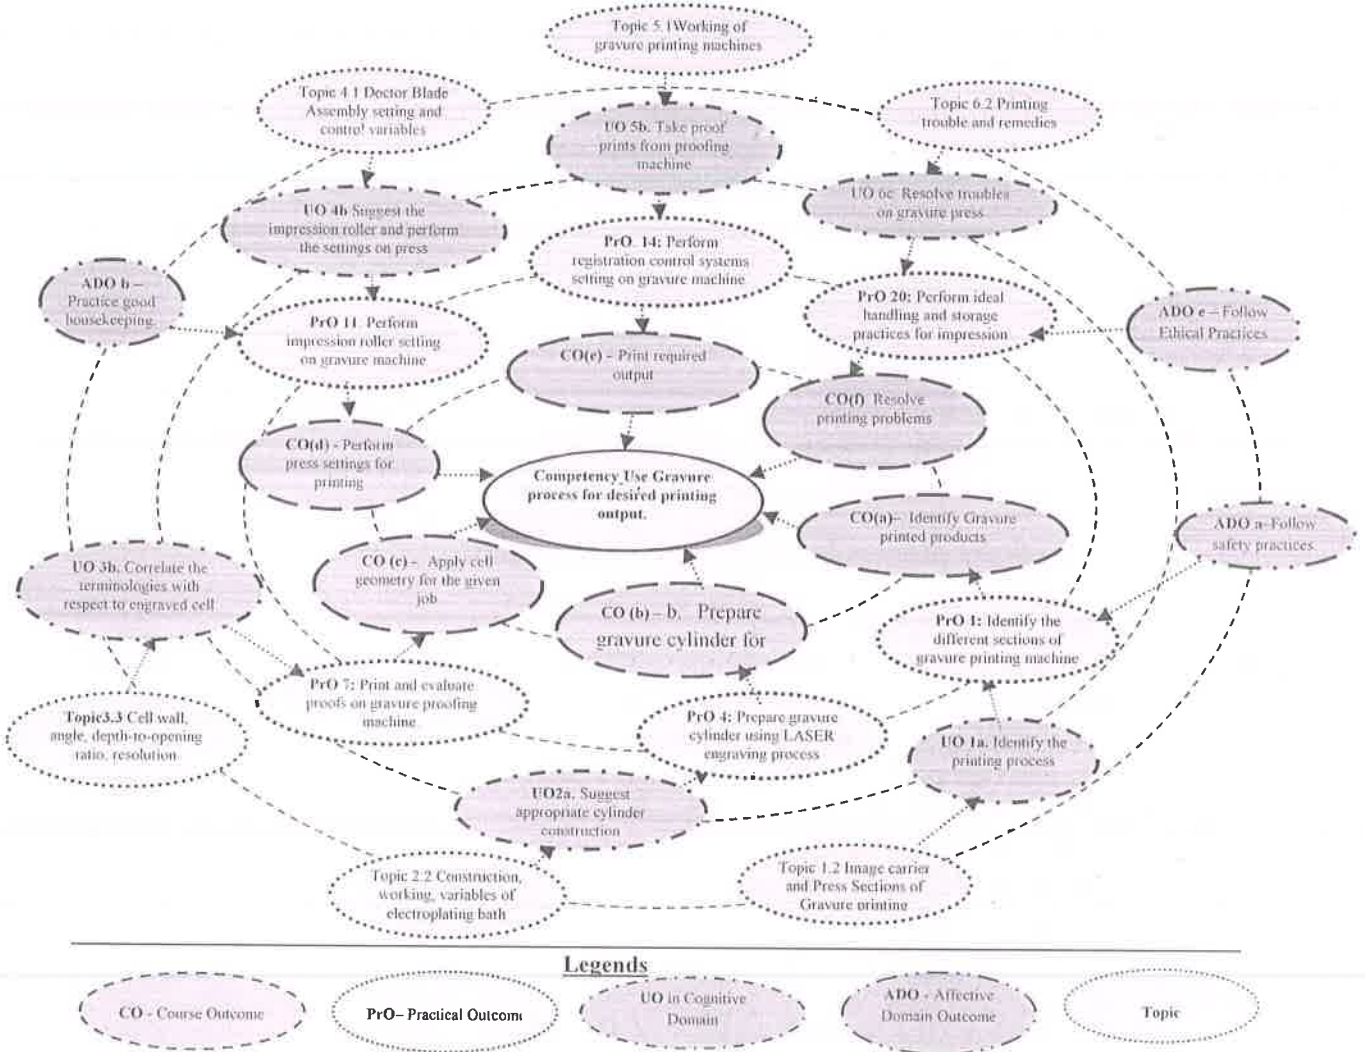 Topic 5.1Working of
gravure printing machines
Topic 4.1 Doctor Blade
Assembly setting and
control variables
Topic 6.2 Printing
trouble and remedies
UO 5b. Take proof
prints from proofing
machine
UO 4b Suggest the
impression roller and perform
the settings on press
UO 6c Resolve troubles
on gravure press
PrO. 14: Perform
registration control systems
setting on gravure machine
ADO b –
Practice good
housekeeping.
PrO 11. Perform
impression roller setting
on gravure machine
PrO 20: Perform ideal
handling and storage
practices for impression
ADO e – Follow
Ethical Practices
CO(e) - Print required
output
CO(f) Resolve
printing problems
CO(d) - Perform
press settings for
printing
Competency Use Gravure
process for desired printing
output.
CO(a)– Identify Gravure
printed products
ADO a–Follow
safety practices
UO 3b. Correlate the
terminologies with
respect to engraved cell
CO (c) – Apply cell
geometry for the given
job
CO (b) – b. Prepare
gravure cylinder for
PrO 1: Identify the
different sections of
gravure printing machine
Topic3.3 Cell wall,
angle, depth-to-opening
ratio, resolution
PrO 7: Print and evaluate
proofs on gravure proofing
machine
PrO 4: Prepare gravure
cylinder using LASER
engraving process
UO 1a. Identify the
printing process
UO2a. Suggest
appropriate cylinder
construction
Topic 2.2 Construction,
working, variables of
electroplating bath
Topic 1.2 Image carrier
and Press Sections of
Gravure printing
Legends
CO - Course Outcome
PrO– Practical Outcome
UO in Cognitive
Domain
ADO - Affective
Domain Outcome
Topic